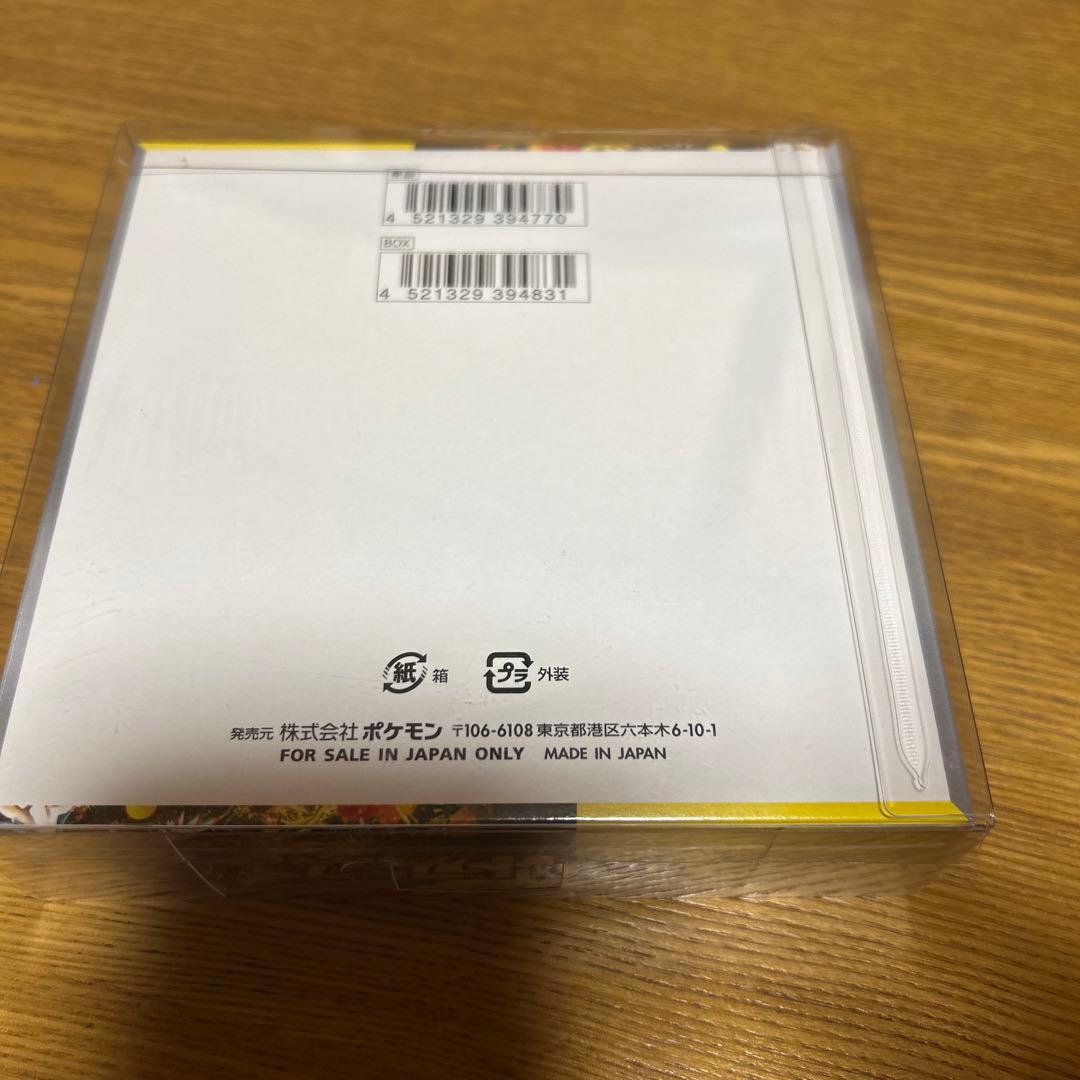 4 521329 394770
BOX
4 521329 394831
紙 箱 プラ 外装
発売元 株式会社 ポケモン 〒106-6108 東京都港区六本木6-10-1
FOR SALE IN JAPAN ONLY MADE IN JAPAN